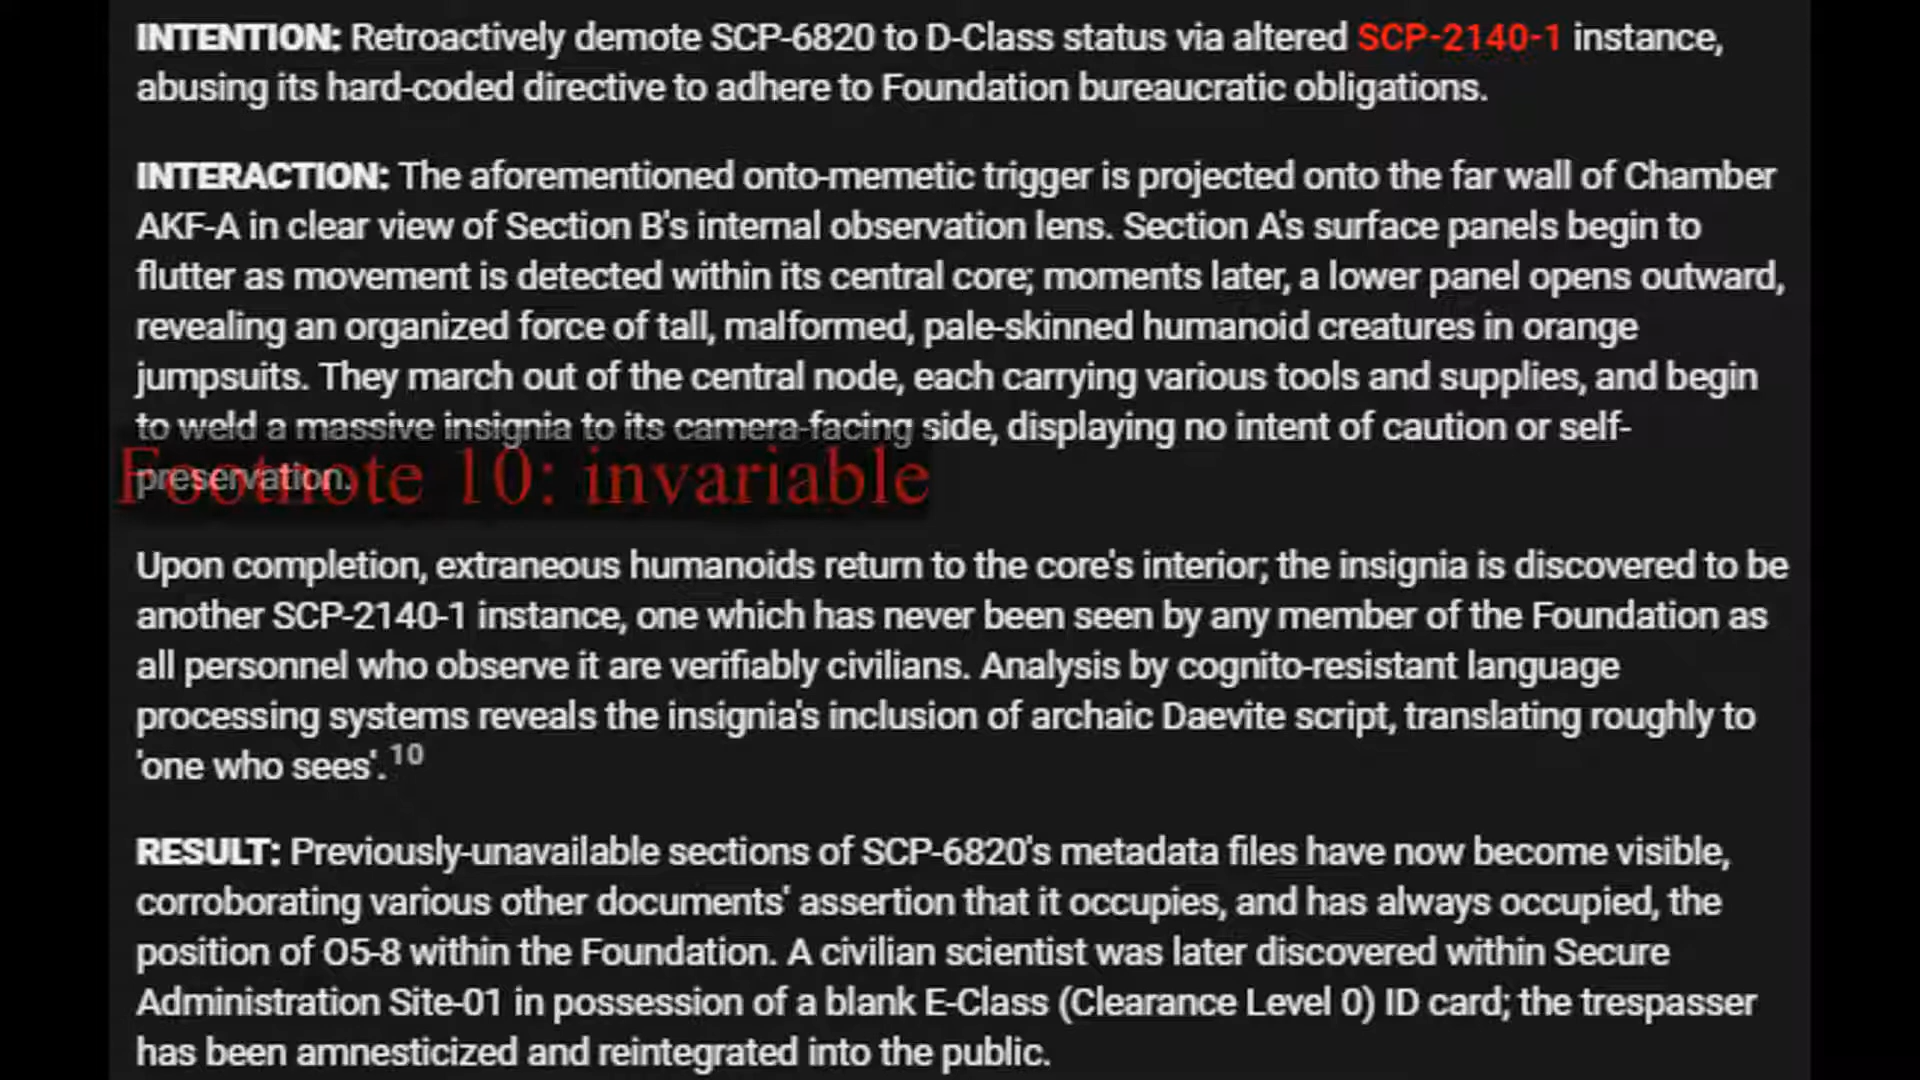 INTENTION: Retroactively demote SCP-6820 to D-Class status via altered SCP-2140-1 instance,
abusing its hard-coded directive to adhere to Foundation bureaucratic obligations.
INTERACTION: The aforementioned onto-memetic trigger is projected onto the far wall of Chamber
AKF-A in clear view of Section B's internal observation lens. Section A's surface panels begin to
flutter as movement is detected within its central core; moments later, a lower panel opens outward,
revealing an organized force of tall, malformed, pale-skinned humanoid creatures in orange
jumpsuits. They march out of the central node, each carrying various tools and supplies, and begin
to weld a massive insignia to its camera-facing side, displaying no intent of caution or self-
preservation.
Footnote 10: invariable
Upon completion, extraneous humanoids return to the core's interior; the insignia is discovered to be
another SCP-2140-1 instance, one which has never been seen by any member of the Foundation as
all personnel who observe it are verifiably civilians. Analysis by cognito-resistant language
processing systems reveals the insignia's inclusion of archaic Daevite script, translating roughly to
'one who sees'.10
RESULT: Previously-unavailable sections of SCP-6820's metadata files have now become visible,
corroborating various other documents' assertion that it occupies, and has always occupied, the
position of O5-8 within the Foundation. A civilian scientist was later discovered within Secure
Administration Site-01 in possession of a blank E-Class (Clearance Level 0) ID card; the trespasser
has been amnesticized and reintegrated into the public.